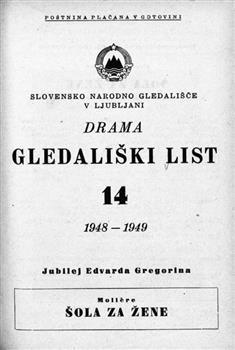 POŠTNINA PLAČANA V GOTOVINI
SLOVENSKO NARODNO GLEDALIŠČE
V LJUBLJANI
DRAMA
GLEDALIŠKI LIST
14
1948 — 1949
Jubilej Edvarda Gregorina
Molière
ŠOLA ZA ŽENE